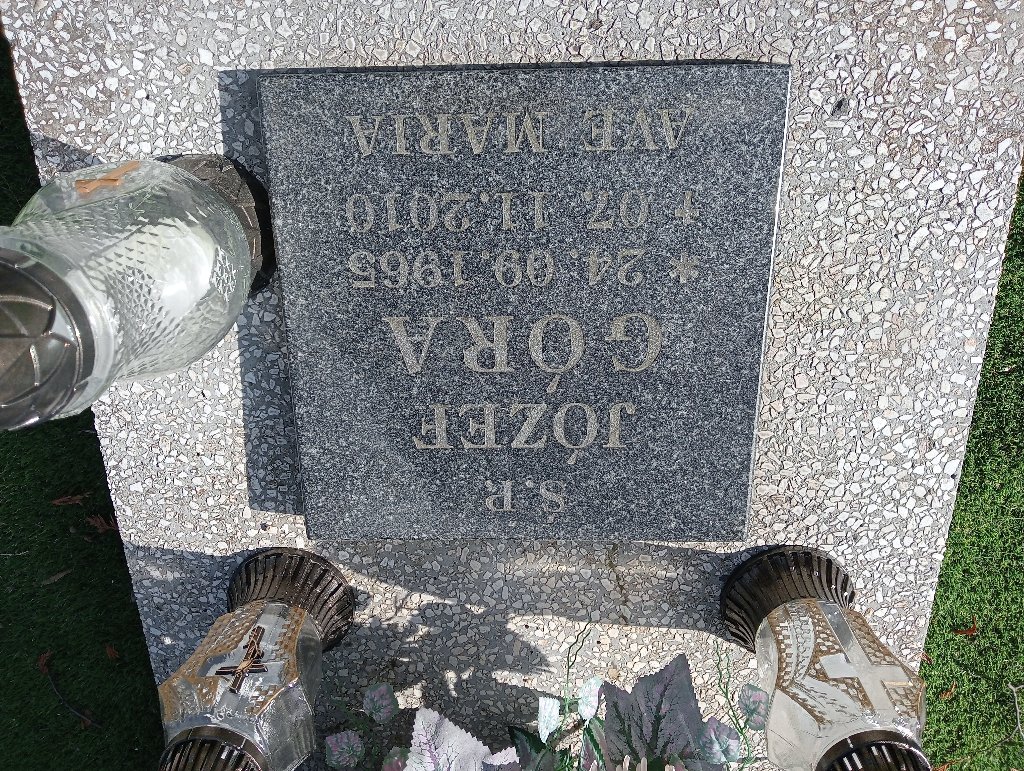 Ś.P.
JÓZEF
GÓRA
* 24.09.1965
+ 07.11.2010
AVE MARIA